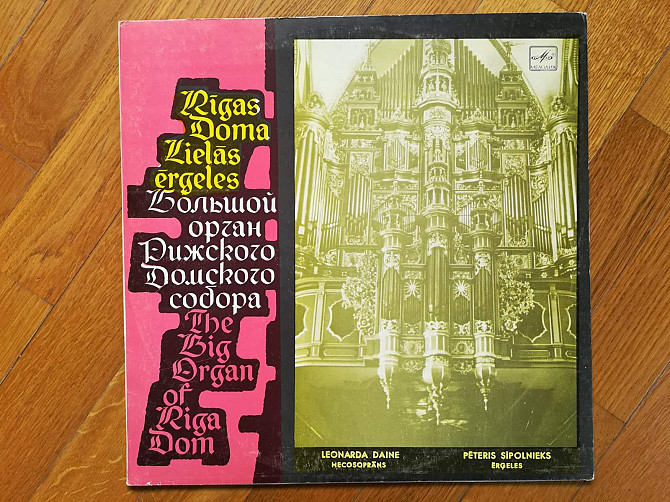 Rīgas
Doma
Lielās
ērģeles
Большой
орган
Рижского
Домского
собора
The
Big
Organ
of
Riga
Dom
МЕЛОДИЯ
LEONARDA DAINE
MECOSOPRĀNS
PĒTERIS SĪPOLNIEKS
ĒRĢELES